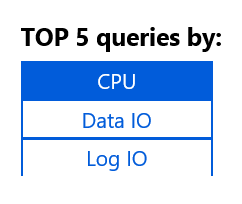 TOP 5 queries by:
CPU
Data IO
Log IO